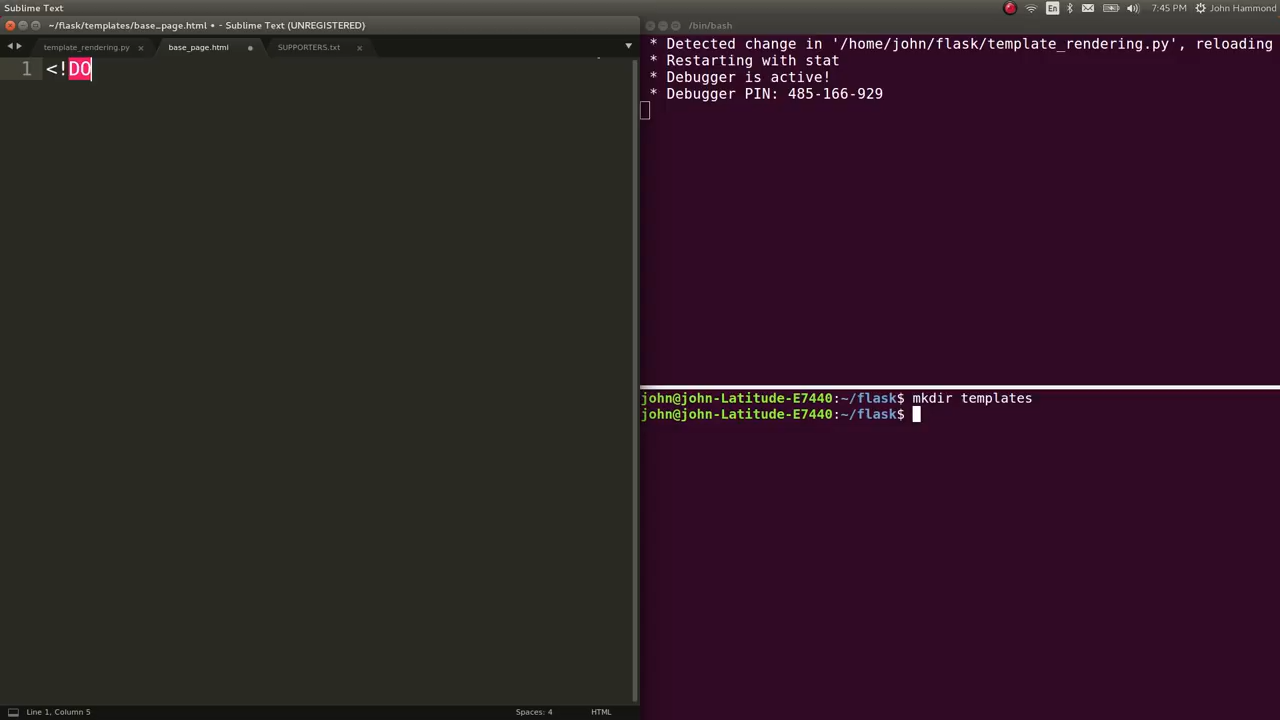 Sublime Text
En
7:45 PM
John Hammond
~/flask/templates/base_page.html • - Sublime Text (UNREGISTERED)
/bin/bash
template_rendering.py
base_page.html
SUPPORTERS.txt
1 <!DO
* Detected change in '/home/john/flask/template_rendering.py', reloading
* Restarting with stat
* Debugger is active!
* Debugger PIN: 485-166-929
john@john-Latitude-E7440:~/flask$ mkdir templates
john@john-Latitude-E7440:~/flask$
Line 1, Column 5
Spaces: 4
HTML